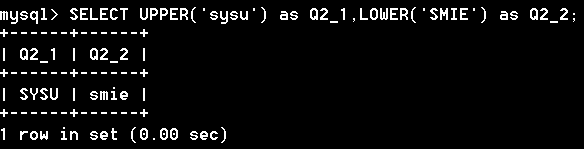 mysql> SELECT UPPER('sysu') as Q2_1,LOWER('SMIE') as Q2_2;
+------+------+
| Q2_1 | Q2_2 |
+------+------+
| SYSU | smie |
+------+------+
1 row in set (0.00 sec)